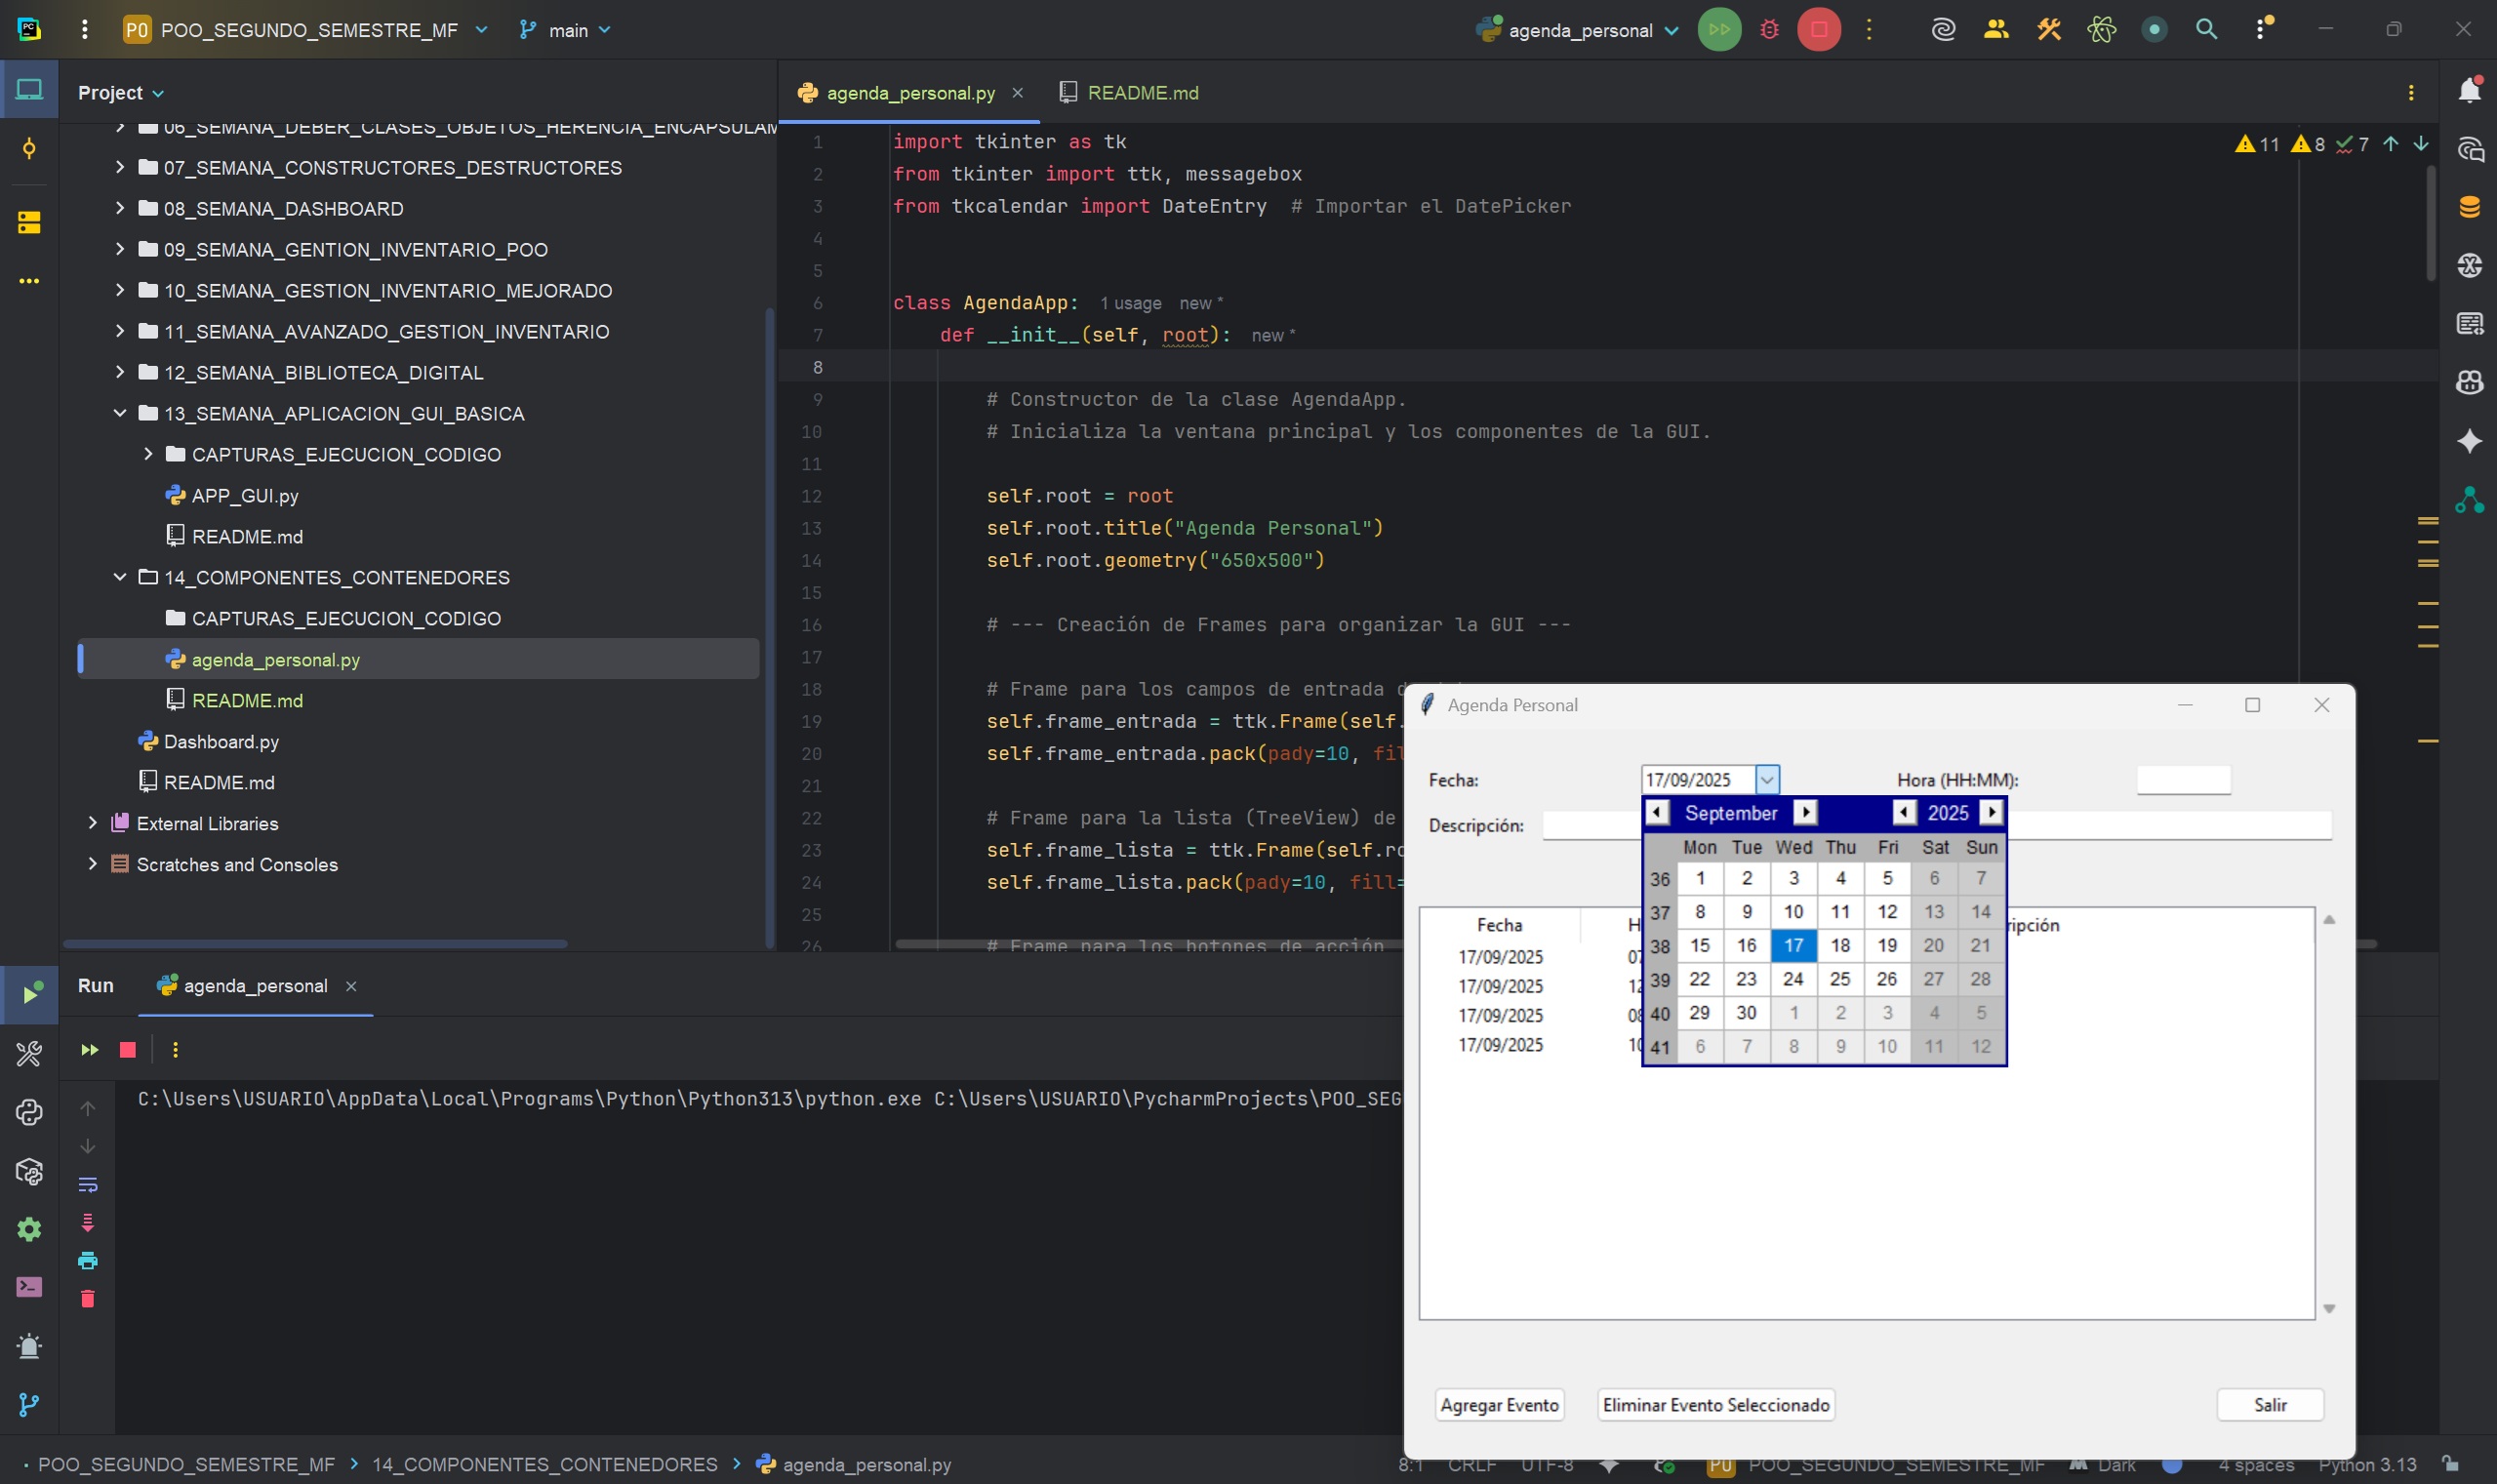 PC
PO POO_SEGUNDO_SEMESTRE_MF main agenda_personal
Project
06_SEMANA_DEBER_CLASES_OBJETOS_HERENCIA_ENCAPSULAM
07_SEMANA_CONSTRUCTORES_DESTRUCTORES
08_SEMANA_DASHBOARD
09_SEMANA_GENTION_INVENTARIO_POO
10_SEMANA_GESTION_INVENTARIO_MEJORADO
11_SEMANA_AVANZADO_GESTION_INVENTARIO
12_SEMANA_BIBLIOTECA_DIGITAL
13_SEMANA_APLICACION_GUI_BASICA
CAPTURAS_EJECUCION_CODIGO
APP_GUI.py
README.md
14_COMPONENTES_CONTENEDORES
CAPTURAS_EJECUCION_CODIGO
agenda_personal.py
README.md
Dashboard.py
README.md
External Libraries
Scratches and Consoles
agenda_personal.py README.md
11 8 7
1 import tkinter as tk
2 from tkinter import ttk, messagebox
3 from tkcalendar import DateEntry # Importar el DatePicker
4
5
6 class AgendaApp: 1 usage new *
7 def __init__(self, root): new *
8
9 # Constructor de la clase AgendaApp.
10 # Inicializa la ventana principal y los componentes de la GUI.
11
12 self.root = root
13 self.root.title("Agenda Personal")
14 self.root.geometry("650x500")
15
16 # --- Creación de Frames para organizar la GUI ---
17
18 # Frame para los campos de entrada d
19 self.frame_entrada = ttk.Frame(self.
20 self.frame_entrada.pack(pady=10, fil
21
22 # Frame para la lista (TreeView) de
23 self.frame_lista = ttk.Frame(self.ro
24 self.frame_lista.pack(pady=10, fill=
25
26 # Frame para los botones de acción
Run agenda_personal
C:\Users\USUARIO\AppData\Local\Programs\Python\Python313\python.exe C:\Users\USUARIO\PycharmProjects\POO_SEG
Agenda Personal
Fecha: 17/09/2025 Hora (HH:MM):
Descripción:
September 2025
Mon Tue Wed Thu Fri Sat Sun
36 1 2 3 4 5 6 7
37 8 9 10 11 12 13 14
38 15 16 17 18 19 20 21
39 22 23 24 25 26 27 28
40 29 30 1 2 3 4 5
41 6 7 8 9 10 11 12
Fecha H ripción
17/09/2025 07
17/09/2025 12
17/09/2025 08
17/09/2025 10
Agregar Evento Eliminar Evento Seleccionado Salir
POO_SEGUNDO_SEMESTRE_MF 14_COMPONENTES_CONTENEDORES agenda_personal.py
8:1 CRLF UTF-8 PO POO_SEGUNDO_SEMESTRE_MF Dark 4 spaces Python 3.13